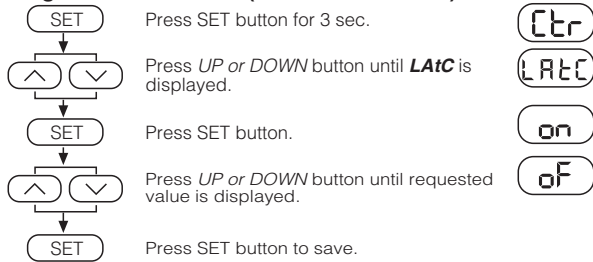 SET Press SET button for 3 sec. Ctr
Press UP or DOWN button until LAtC is LAtC
displayed.
SET Press SET button. on
Press UP or DOWN button until requested oF
value is displayed.
SET Press SET button to save.